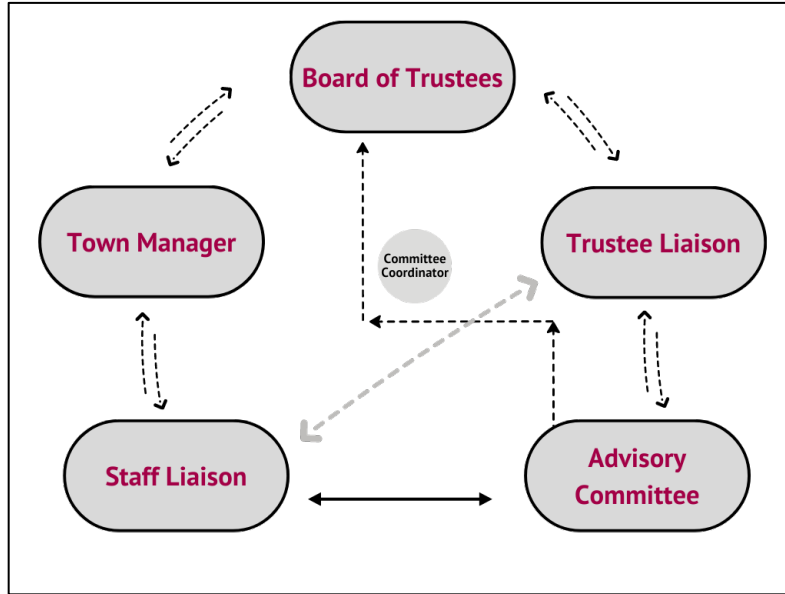 Board of Trustees
Town Manager
Trustee Liaison
Committee
Coordinator
Staff Liaison
Advisory
Committee